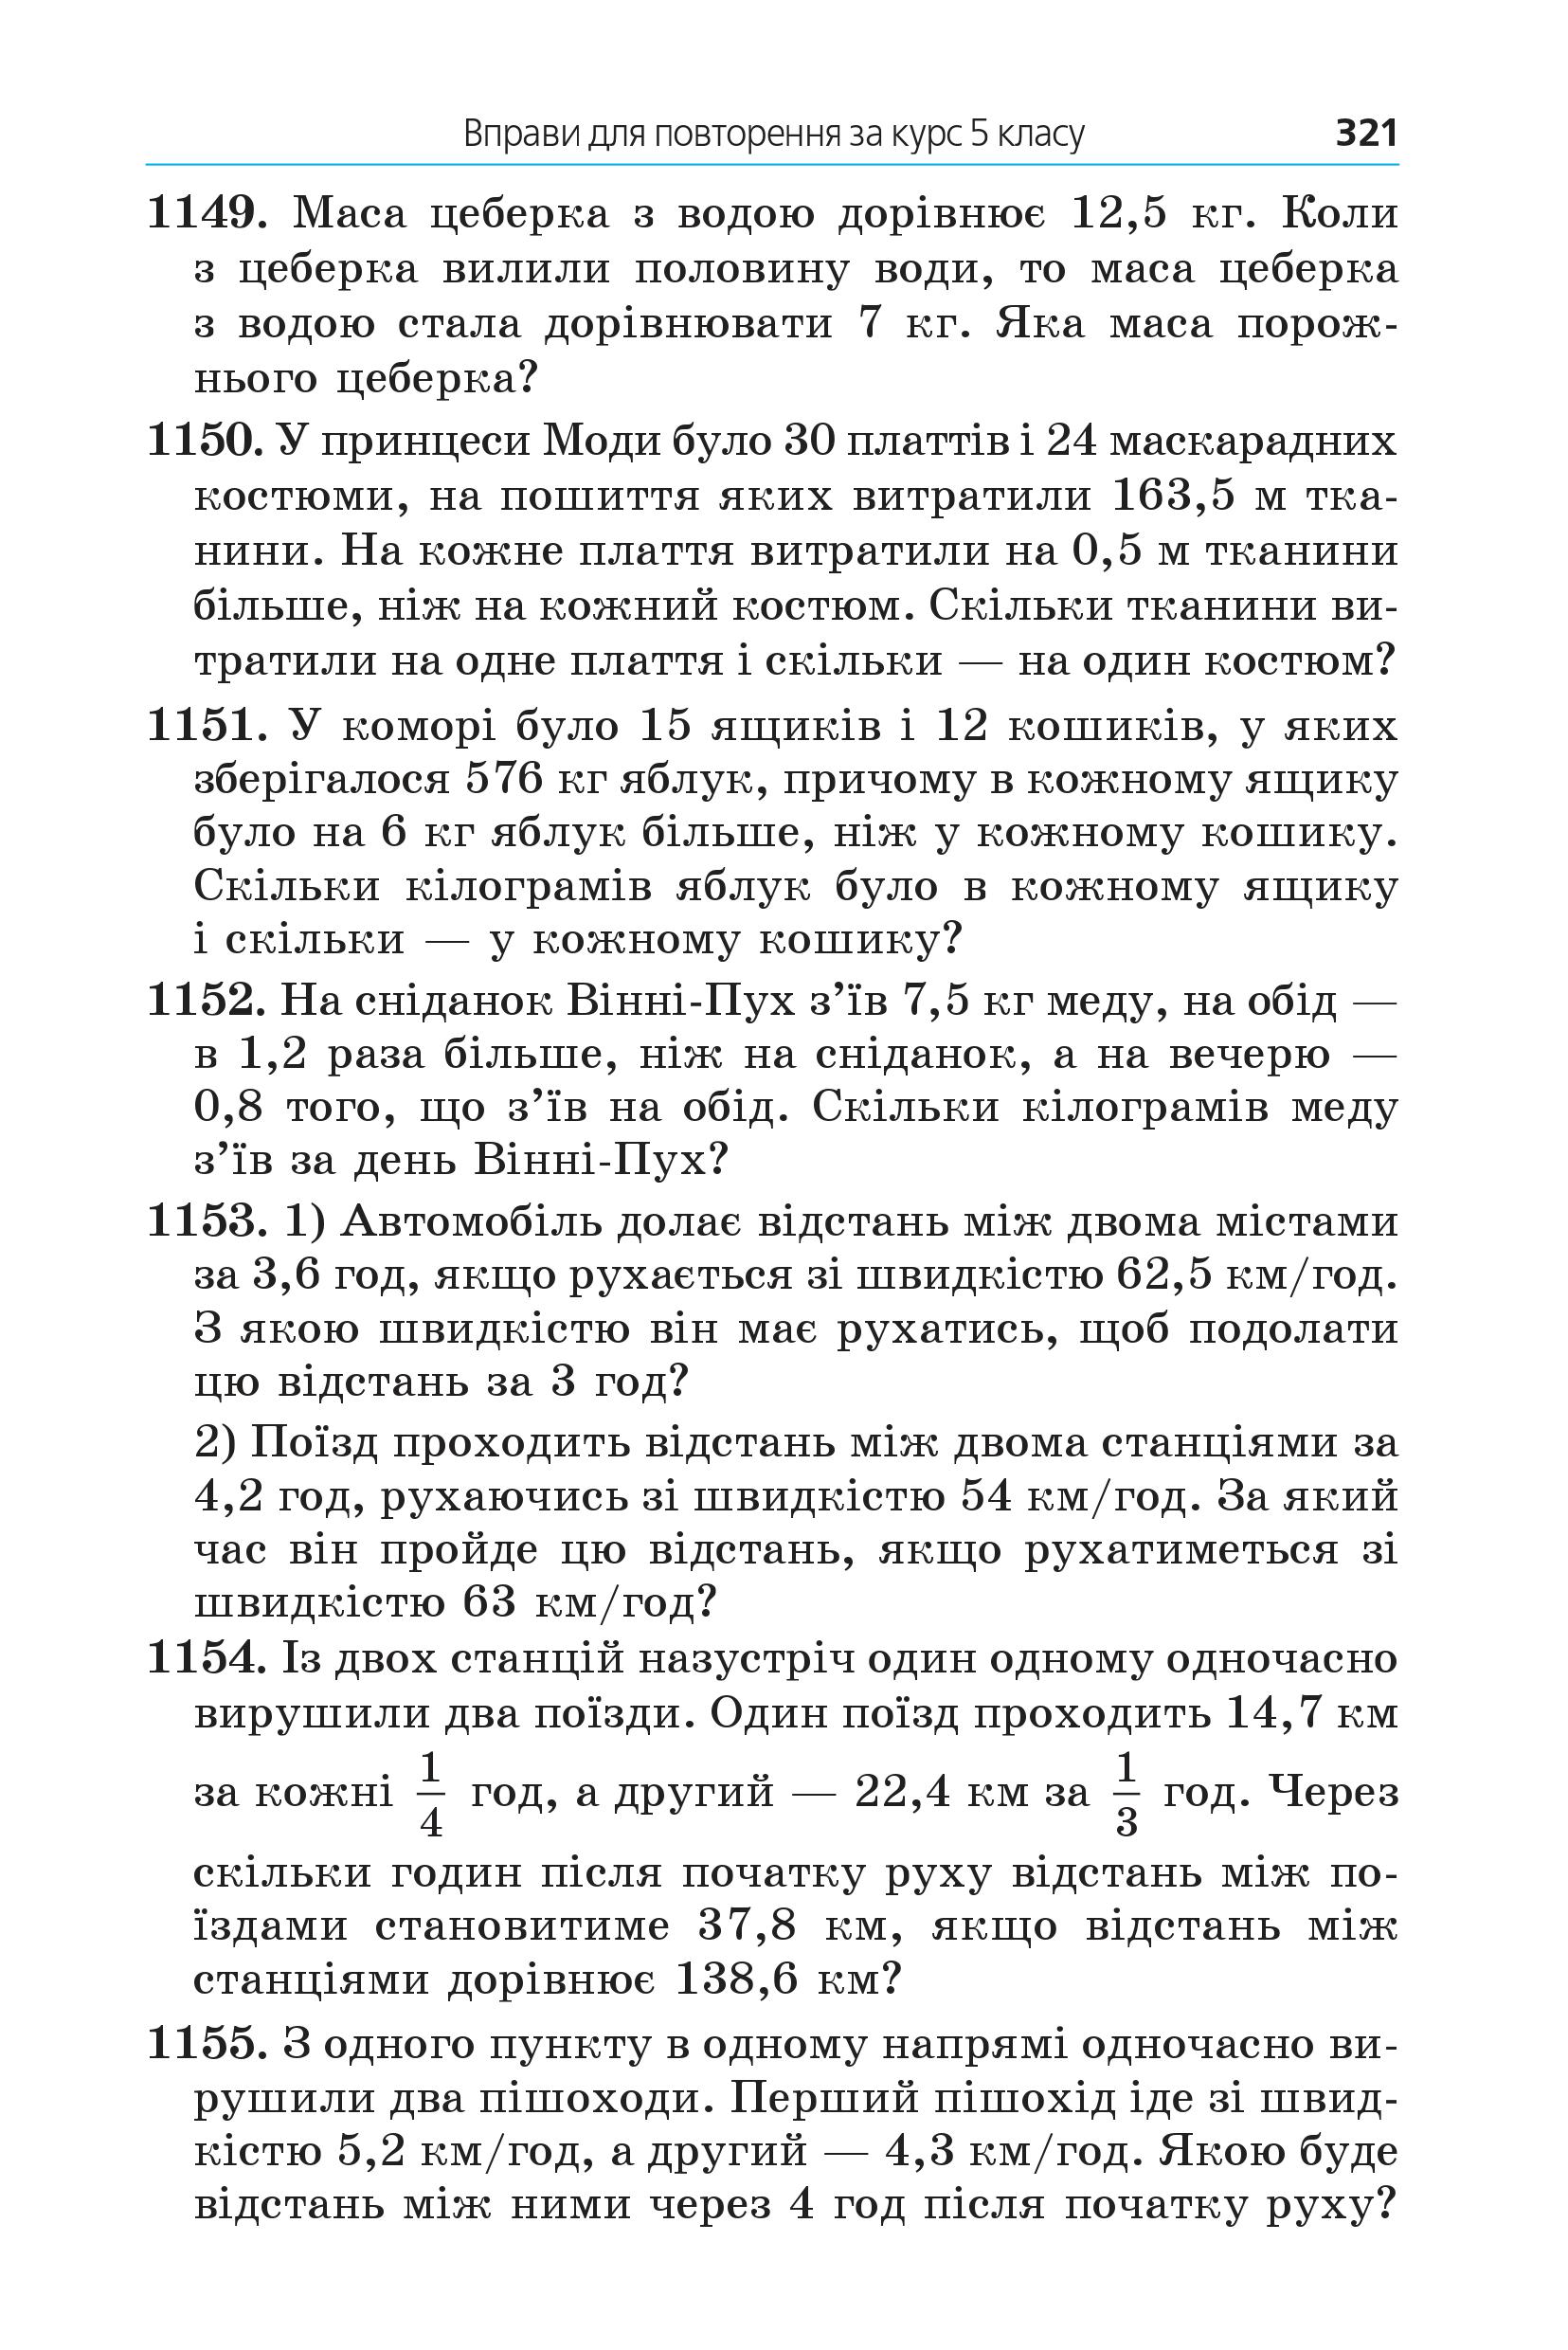 Вправи для повторення за курс 5 класу 321
1149. Маса цеберка з водою дорівнює 12,5 кг. Коли
з цеберка вилили половину води, то маса цеберка
з водою стала дорівнювати 7 кг. Яка маса порож-
нього цеберка?
1150. У принцеси Моди було 30 платтів і 24 маскарадних
костюми, на пошиття яких витратили 163,5 м тка-
нини. На кожне плаття витратили на 0,5 м тканини
більше, ніж на кожний костюм. Скільки тканини ви-
тратили на одне плаття і скільки — на один костюм?
1151. У коморі було 15 ящиків і 12 кошиків, у яких
зберігалося 576 кг яблук, причому в кожному ящику
було на 6 кг яблук більше, ніж у кожному кошику.
Скільки кілограмів яблук було в кожному ящику
і скільки — у кожному кошику?
1152. На сніданок Вінні-Пух з’їв 7,5 кг меду, на обід —
в 1,2 раза більше, ніж на сніданок, а на вечерю —
0,8 того, що з’їв на обід. Скільки кілограмів меду
з’їв за день Вінні-Пух?
1153. 1) Автомобіль долає відстань між двома містами
за 3,6 год, якщо рухається зі швидкістю 62,5 км/год.
З якою швидкістю він має рухатись, щоб подолати
цю відстань за 3 год?
2) Поїзд проходить відстань між двома станціями за
4,2 год, рухаючись зі швидкістю 54 км/год. За який
час він пройде цю відстань, якщо рухатиметься зі
швидкістю 63 км/год?
1154. Із двох станцій назустріч один одному одночасно
вирушили два поїзди. Один поїзд проходить 14,7 км
за кожні 1/4 год, а другий — 22,4 км за 1/3 год. Через
скільки годин після початку руху відстань між по-
їздами становитиме 37,8 км, якщо відстань між
станціями дорівнює 138,6 км?
1155. З одного пункту в одному напрямі одночасно ви-
рушили два пішоходи. Перший пішохід іде зі швид-
кістю 5,2 км/год, а другий — 4,3 км/год. Якою буде
відстань між ними через 4 год після початку руху?